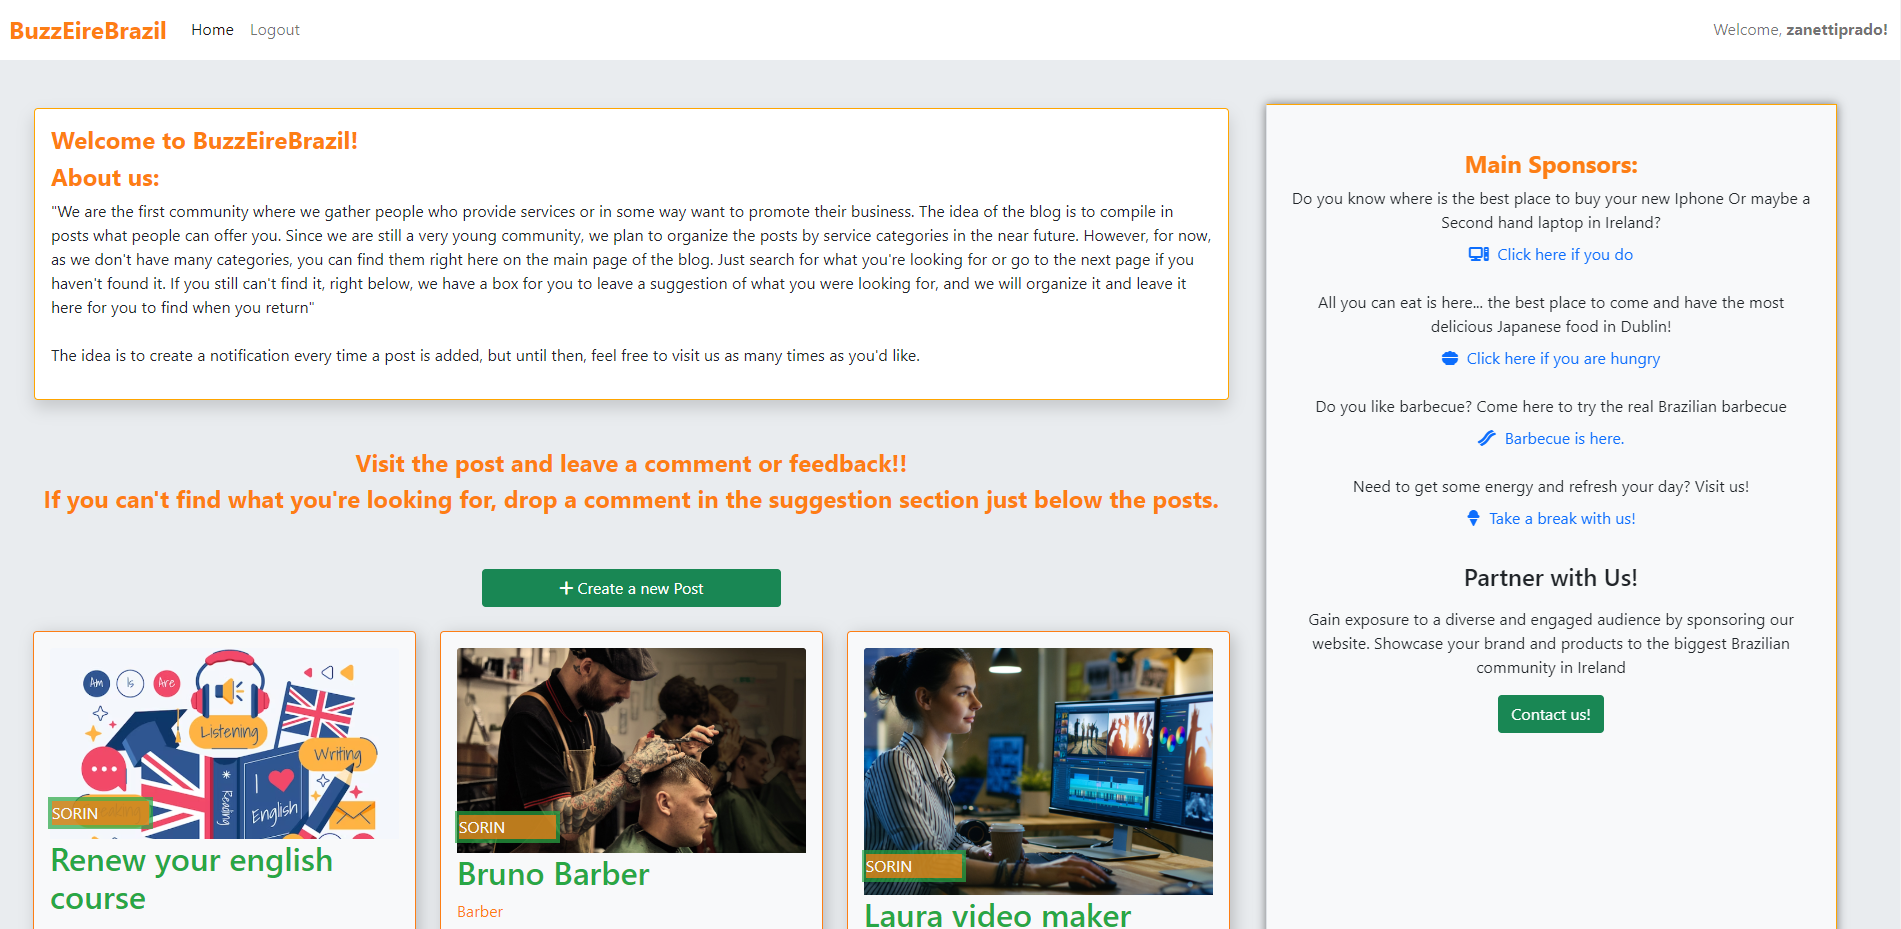 BuzzEireBrazil Home Logout Welcome, zanettiprado!
Welcome to BuzzEireBrazil!
About us:
"We are the first community where we gather people who provide services or in some way want to promote their business. The idea of the blog is to compile in
posts what people can offer you. Since we are still a very young community, we plan to organize the posts by service categories in the near future. However, for now,
as we don't have many categories, you can find them right here on the main page of the blog. Just search for what you're looking for or go to the next page if you
haven't found it. If you still can't find it, right below, we have a box for you to leave a suggestion of what you were looking for, and we will organize it and leave it
here for you to find when you return"
The idea is to create a notification every time a post is added, but until then, feel free to visit us as many times as you'd like.
Visit the post and leave a comment or feedback!!
If you can't find what you're looking for, drop a comment in the suggestion section just below the posts.
Create a new Post
Am Is Are
Listening
Writing
Reading
I
English
SORIN
Renew your english
course
SORIN
Bruno Barber
Barber
SORIN
Laura video maker
Main Sponsors:
Do you know where is the best place to buy your new Iphone Or maybe a
Second hand laptop in Ireland?
Click here if you do
All you can eat is here... the best place to come and have the most
delicious Japanese food in Dublin!
Click here if you are hungry
Do you like barbecue? Come here to try the real Brazilian barbecue
Barbecue is here.
Need to get some energy and refresh your day? Visit us!
Take a break with us!
Partner with Us!
Gain exposure to a diverse and engaged audience by sponsoring our
website. Showcase your brand and products to the biggest Brazilian
community in Ireland
Contact us!